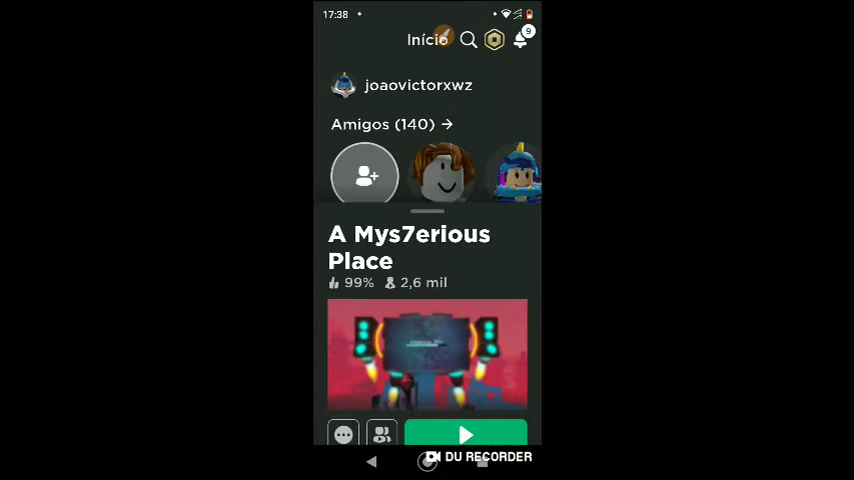 17:38
9
Início
joaovictorxwz
Amigos (140) →
A Mys7erious
Place
99% 2,6 mil
DU RECORDER